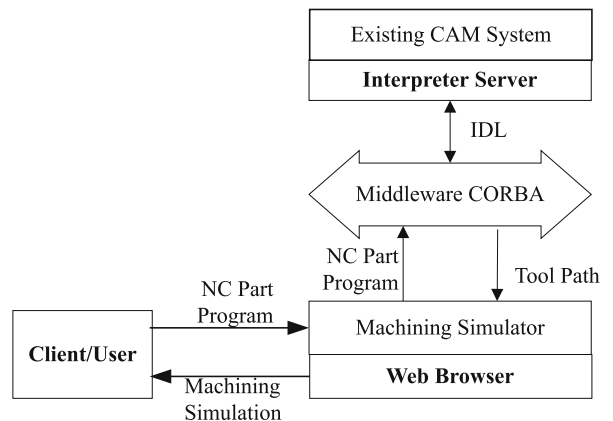 Existing CAM System
Interpreter Server
IDL
Middleware CORBA
NC Part
Program
Tool Path
NC Part
Program
Machining Simulator
Client/User
Web Browser
Machining
Simulation